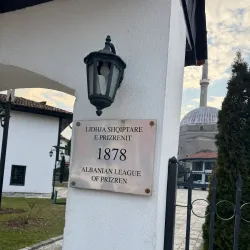 LIDHJA SHQIPTARE
E PRIZRENIT
1878
ALBANIAN LEAGUE
OF PRIZREN